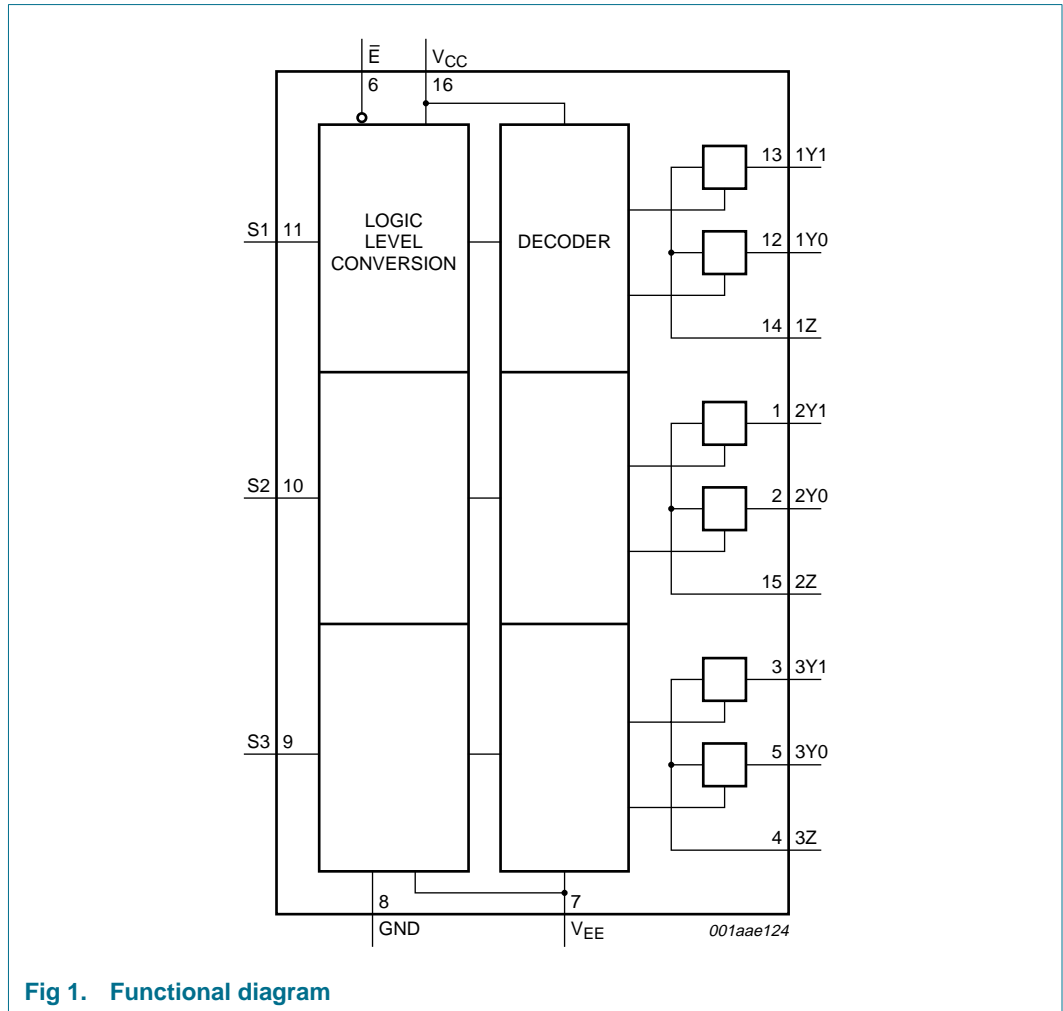 E̅
VCC
6
16
13 1Y1
LOGIC
LEVEL
CONVERSION
S1 11
DECODER
12 1Y0
14 1Z
1 2Y1
S2 10
2 2Y0
15 2Z
3 3Y1
S3 9
5 3Y0
4 3Z
8
7
GND
VEE
001aae124
Fig 1. Functional diagram